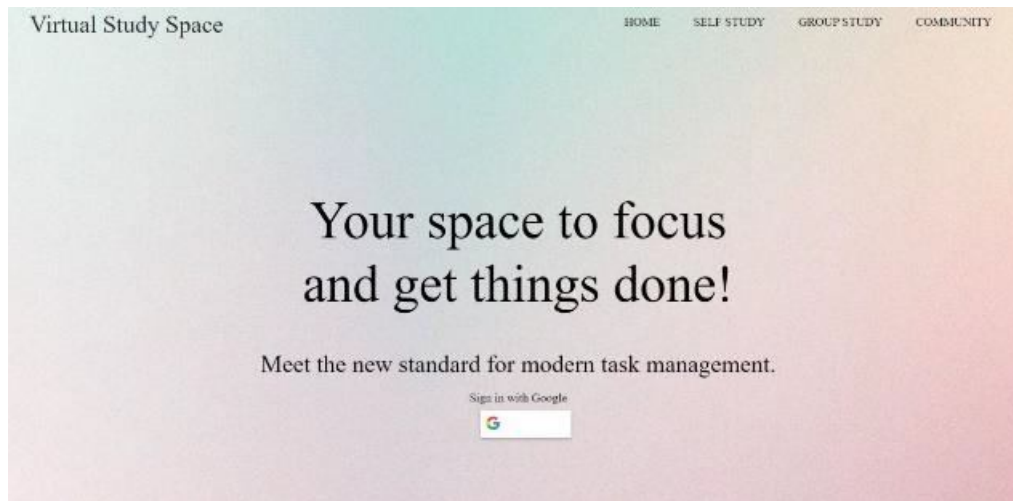 Virtual Study Space
HOME SELF STUDY GROUP STUDY COMMUNITY
Your space to focus
and get things done!
Meet the new standard for modern task management.
Sign in with Google
G